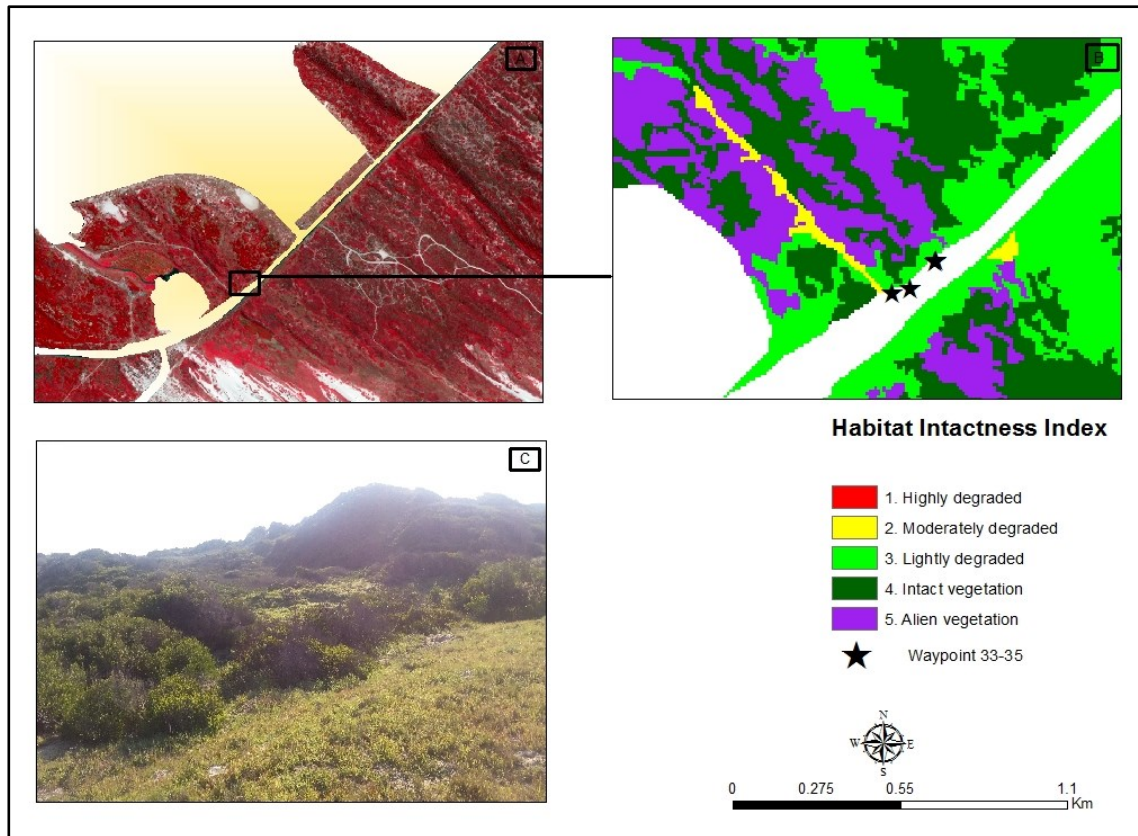 A
B
Habitat Intactness Index
1. Highly degraded
2. Moderately degraded
3. Lightly degraded
4. Intact vegetation
5. Alien vegetation
Waypoint 33-35
C
N
W E
S
0 0.275 0.55 1.1
Km